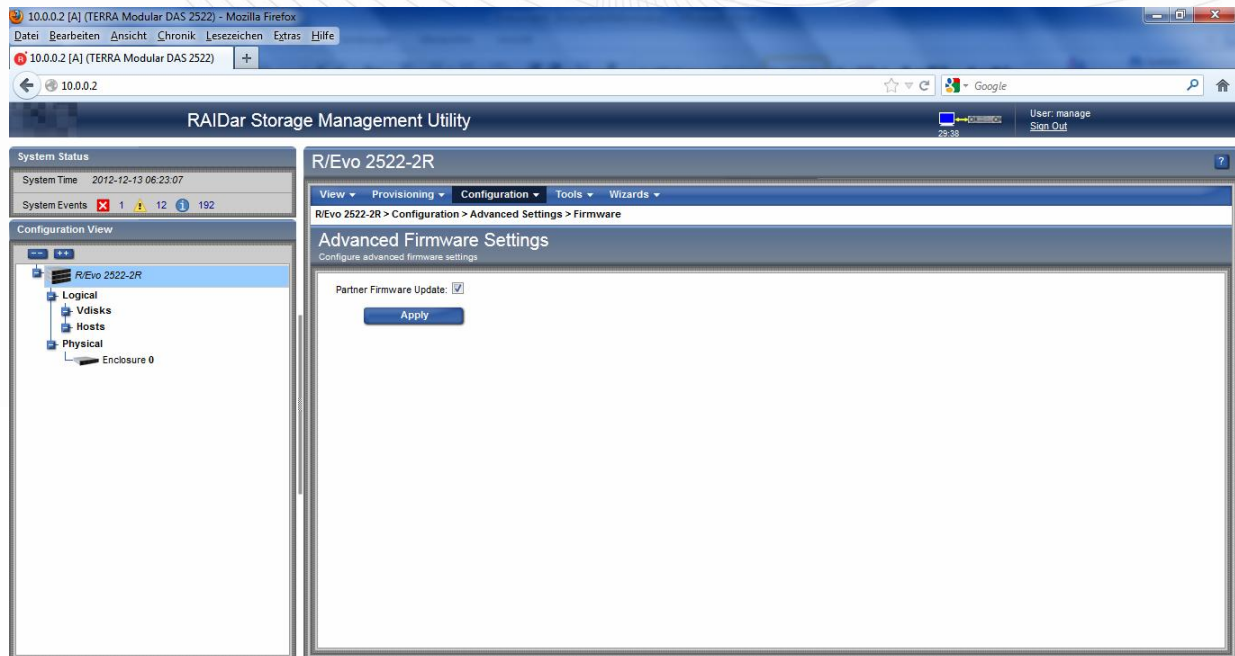 10.0.0.2 [A] (TERRA Modular DAS 2522) - Mozilla Firefox
Datei Bearbeiten Ansicht Chronik Lesezeichen Extras Hilfe
10.0.0.2 [A] (TERRA Modular DAS 2522) +
10.0.0.2
Google
RAIDar Storage Management Utility
29:38
User: manage
Sign Out
System Status
System Time 2012-12-13 06:23:07
System Events 1 12 192
Configuration View
R/Evo 2522-2R
Logical
Vdisks
Hosts
Physical
Enclosure 0
R/Evo 2522-2R
?
View Provisioning Configuration Tools Wizards
R/Evo 2522-2R > Configuration > Advanced Settings > Firmware
Advanced Firmware Settings
Configure advanced firmware settings
Partner Firmware Update:
Apply